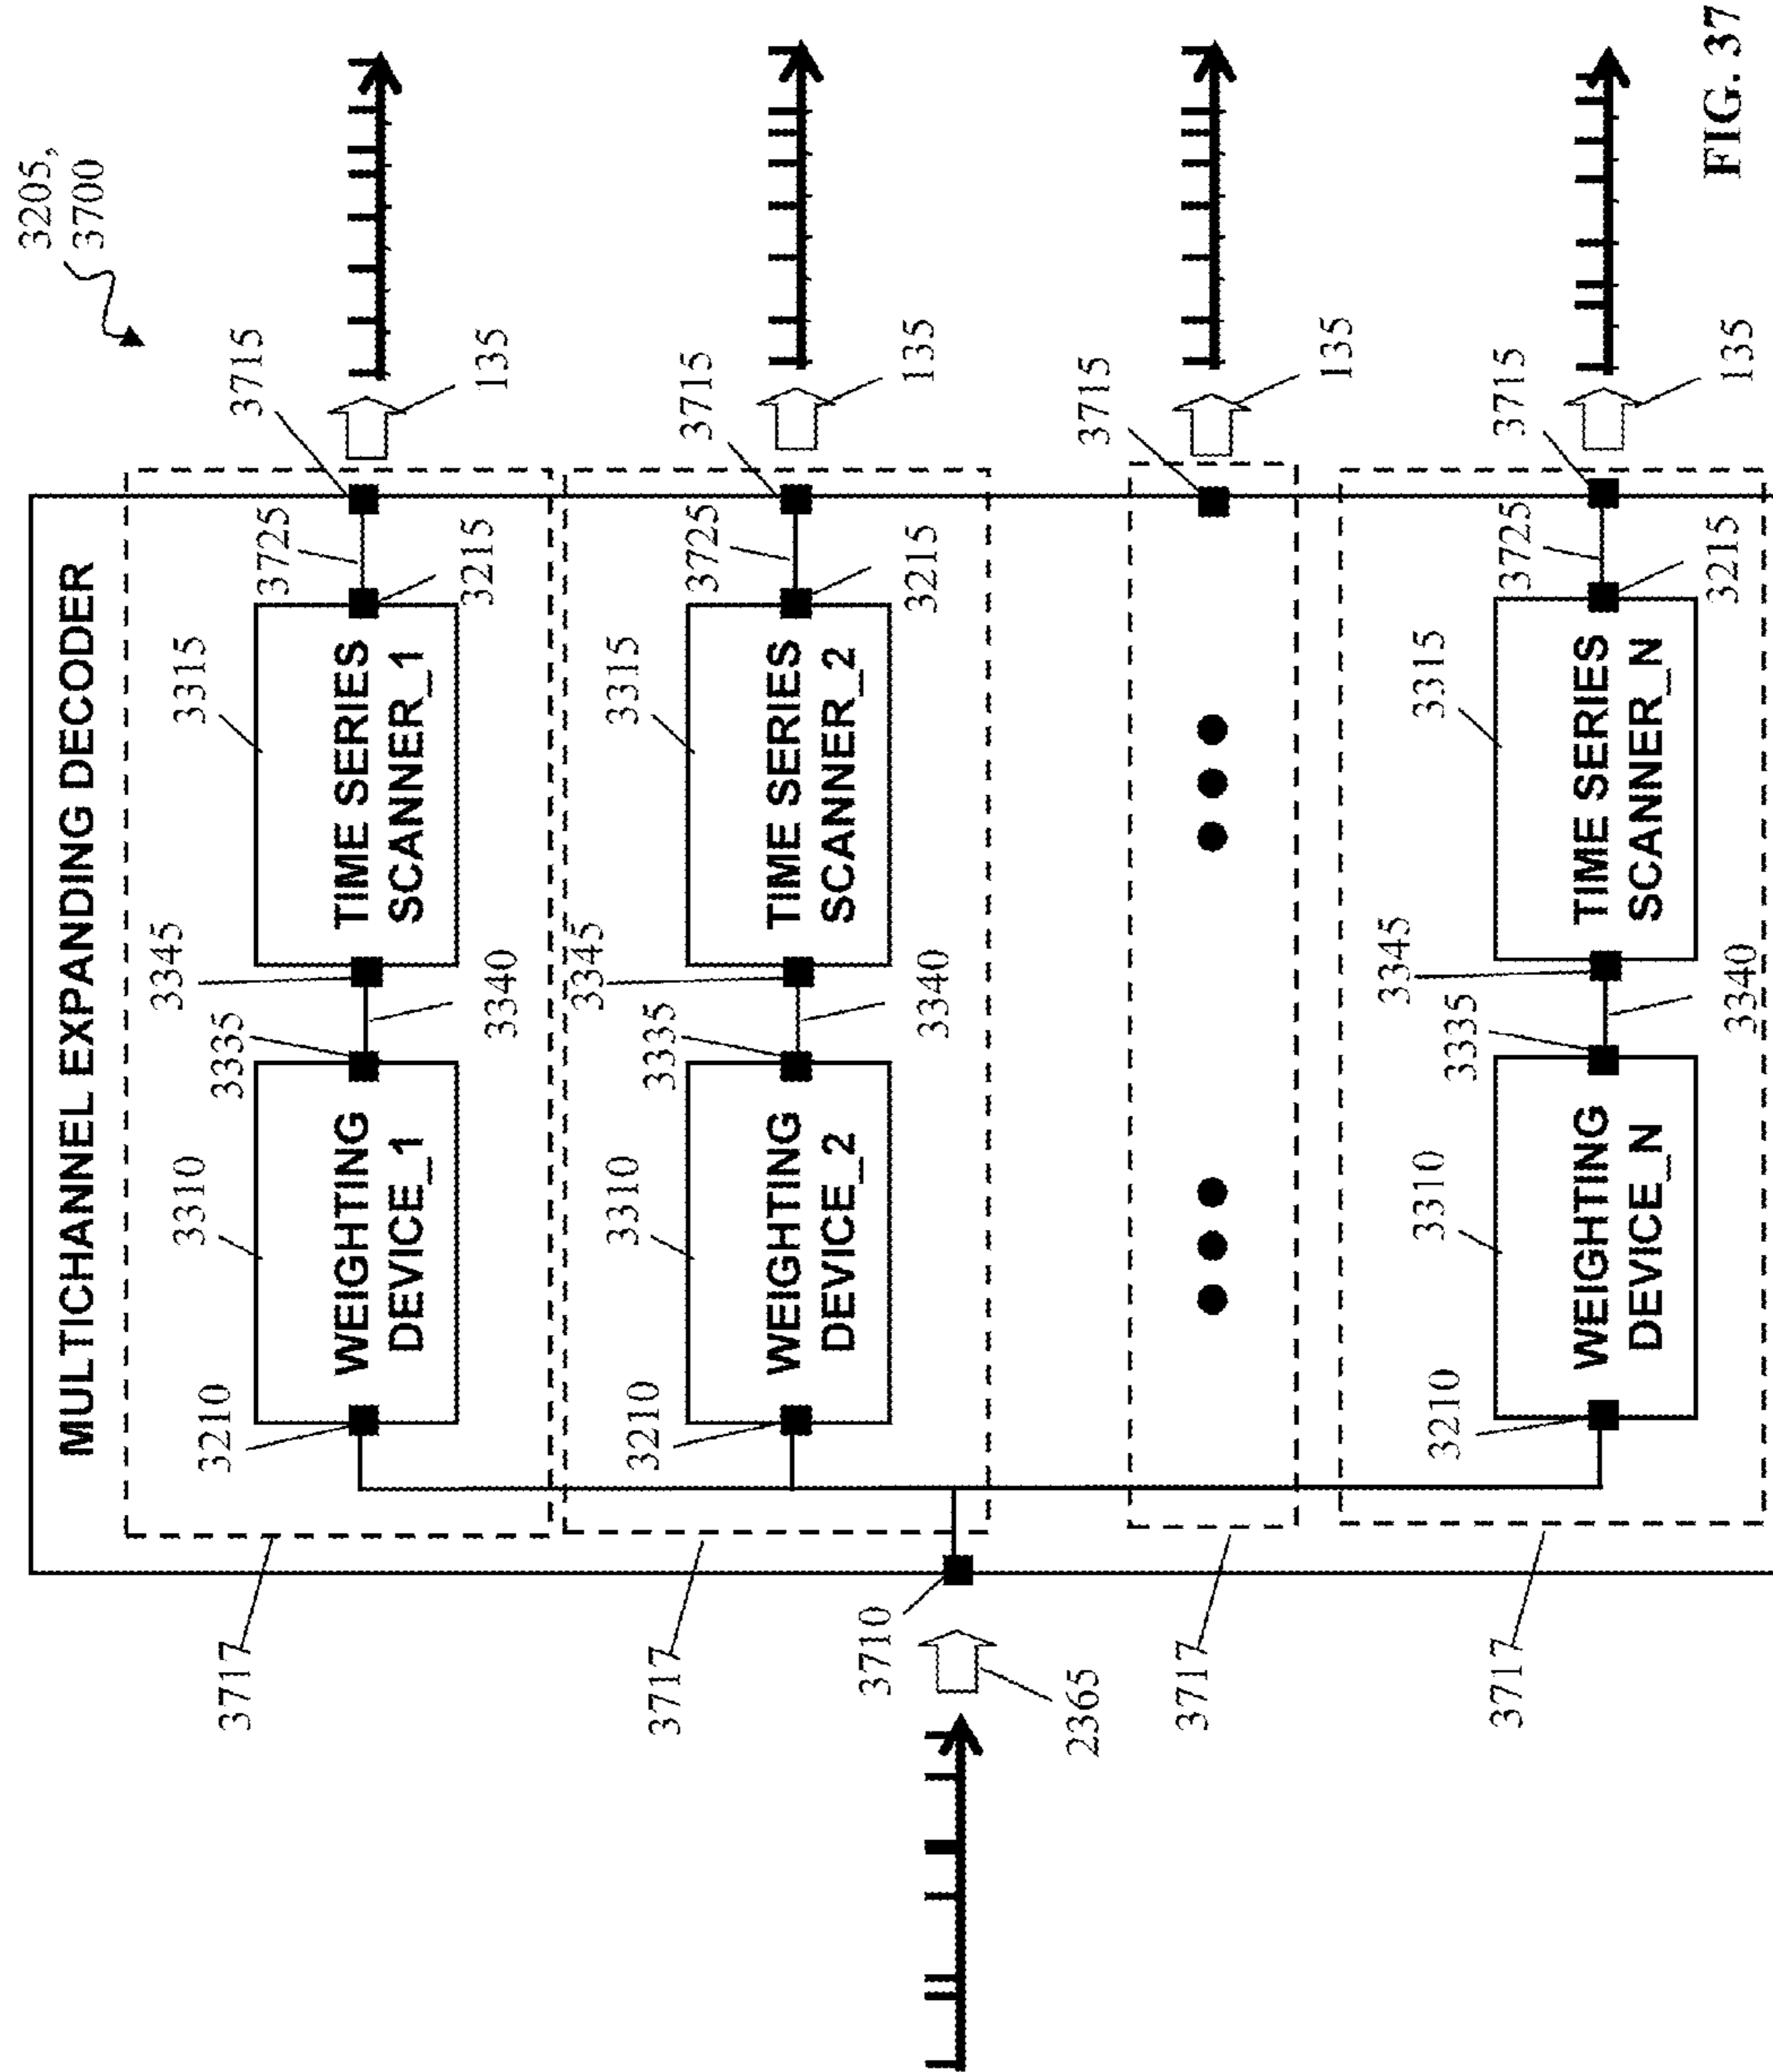 3205,
3700
MULTICHANNEL EXPANDING DECODER
3717
3210
3310
WEIGHTING
DEVICE_1
3335
3345
3340
3315
TIME SERIES
SCANNER_1
3725
3215
3715
135
3717
3210
3310
WEIGHTING
DEVICE_2
3335
3345
3340
3315
TIME SERIES
SCANNER_2
3725
3215
3715
135
3710
2365
3717
3715
135
3717
3210
3310
WEIGHTING
DEVICE_N
3335
3345
3340
3315
TIME SERIES
SCANNER_N
3725
3215
3715
135
FIG. 37